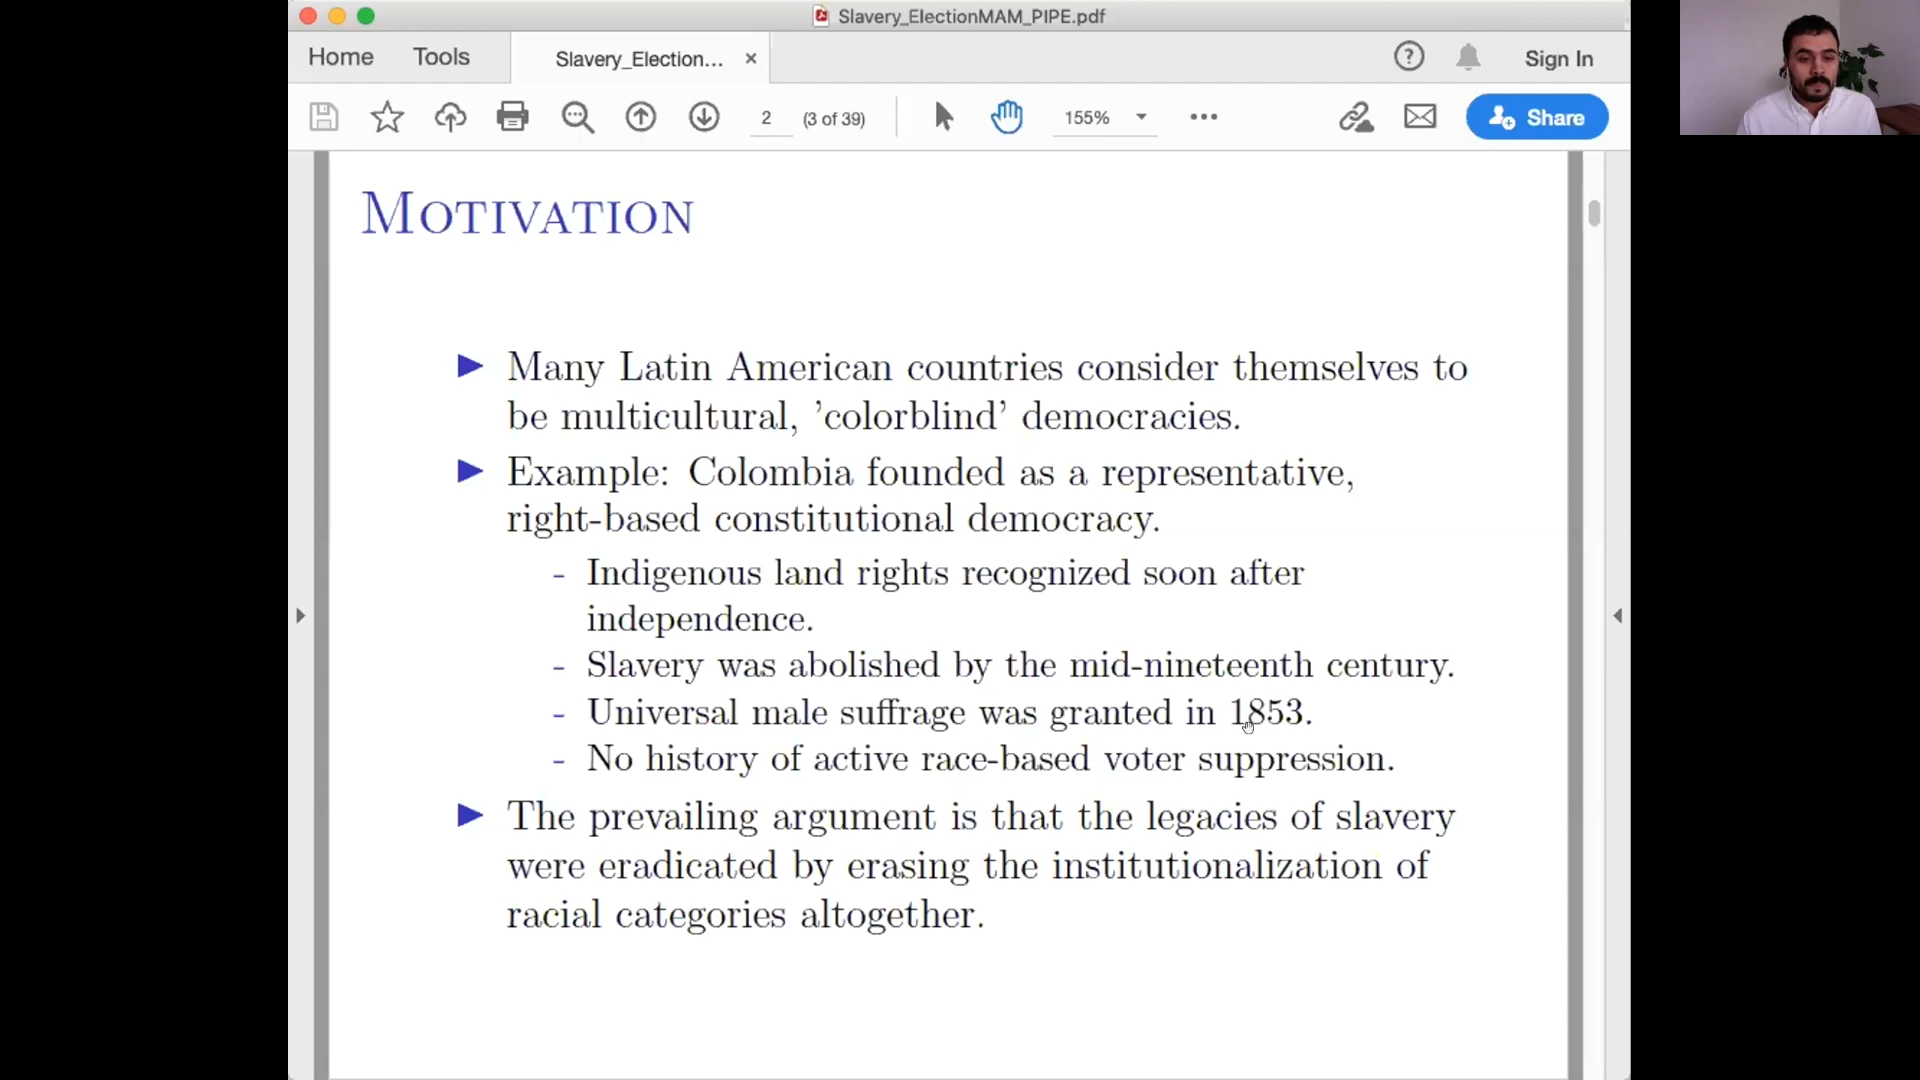 Slavery_ElectionMAM_PIPE.pdf
Home Tools Slavery_Election... × ? Sign In
2 (3 of 39) 155% Share
MOTIVATION
Many Latin American countries consider themselves to
be multicultural, ’colorblind’ democracies.
Example: Colombia founded as a representative,
right-based constitutional democracy.
- Indigenous land rights recognized soon after
independence.
- Slavery was abolished by the mid-nineteenth century.
- Universal male suffrage was granted in 1853.
- No history of active race-based voter suppression.
The prevailing argument is that the legacies of slavery
were eradicated by erasing the institutionalization of
racial categories altogether.